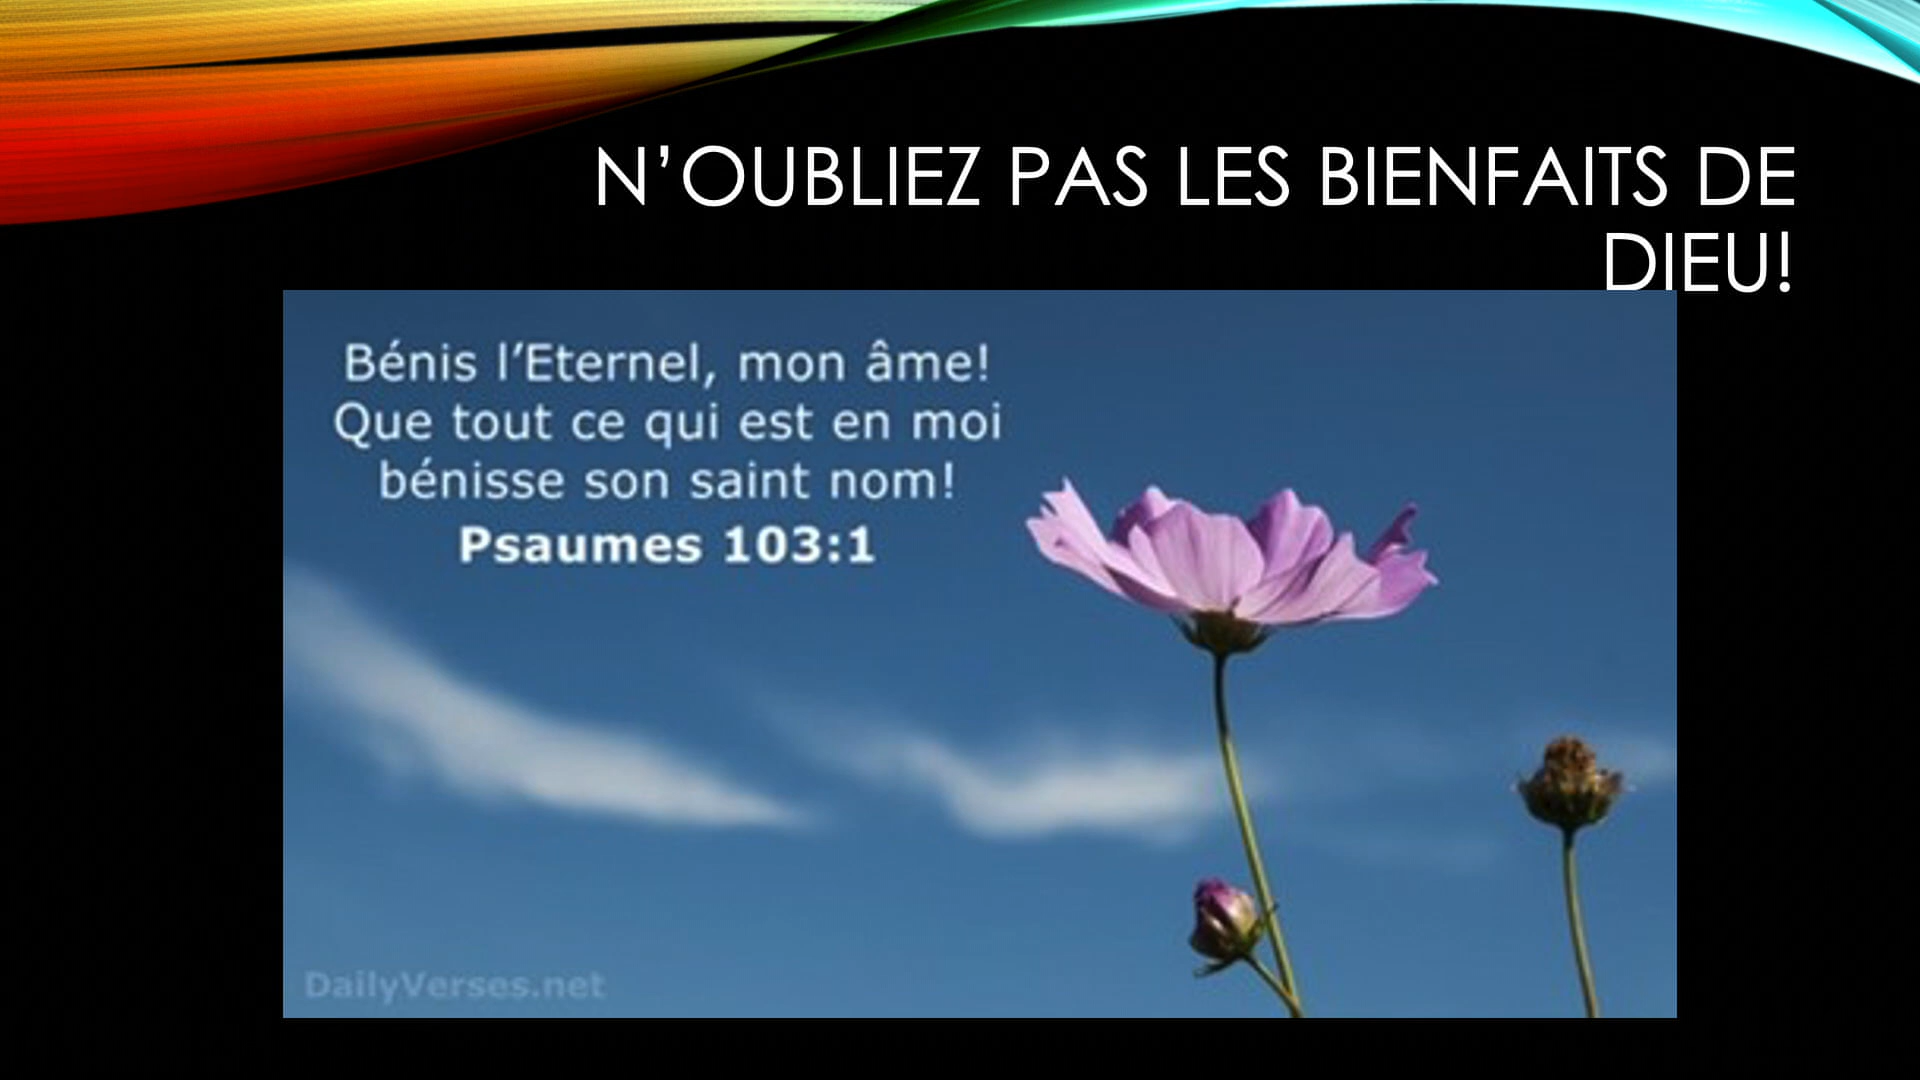 N’OUBLIEZ PAS LES BIENFAITS DE
DIEU!
Bénis l’Eternel, mon âme!
Que tout ce qui est en moi
bénisse son saint nom!
Psaumes 103:1
DailyVerses.net